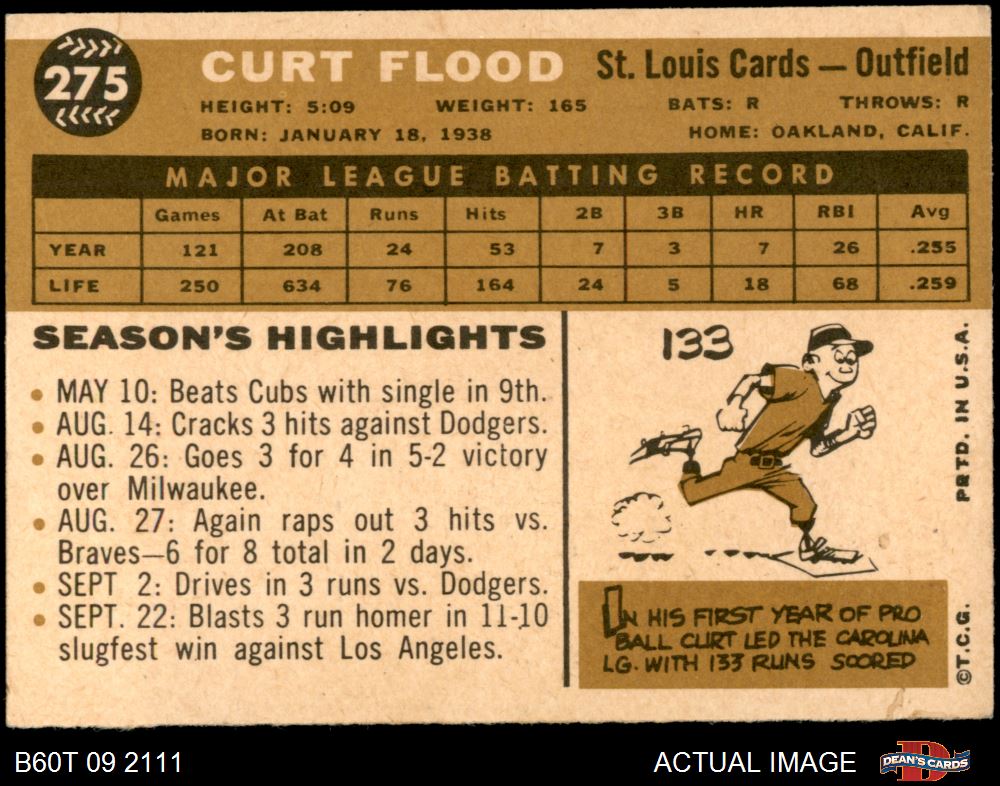 275
CURT FLOOD St. Louis Cards — Outfield
HEIGHT: 5:09 WEIGHT: 165 BATS: R THROWS: R
BORN: JANUARY 18, 1938 HOME: OAKLAND, CALIF.
MAJOR LEAGUE BATTING RECORD
Games At Bat Runs Hits 2B 3B HR RBI Avg
YEAR 121 208 24 53 7 3 7 26 .255
LIFE 250 634 76 164 24 5 18 68 .259
SEASON'S HIGHLIGHTS
• MAY 10: Beats Cubs with single in 9th.
• AUG. 14: Cracks 3 hits against Dodgers.
• AUG. 26: Goes 3 for 4 in 5-2 victory
over Milwaukee.
• AUG. 27: Again raps out 3 hits vs.
Braves—6 for 8 total in 2 days.
• SEPT 2: Drives in 3 runs vs. Dodgers.
• SEPT. 22: Blasts 3 run homer in 11-10
slugfest win against Los Angeles.
133
IN HIS FIRST YEAR OF PRO
BALL CURT LED THE CAROLINA
LG. WITH 133 RUNS SCORED
PRTD. IN U.S.A.
©T.C.G.
B60T 09 2111
ACTUAL IMAGE
DEAN'S CARDS